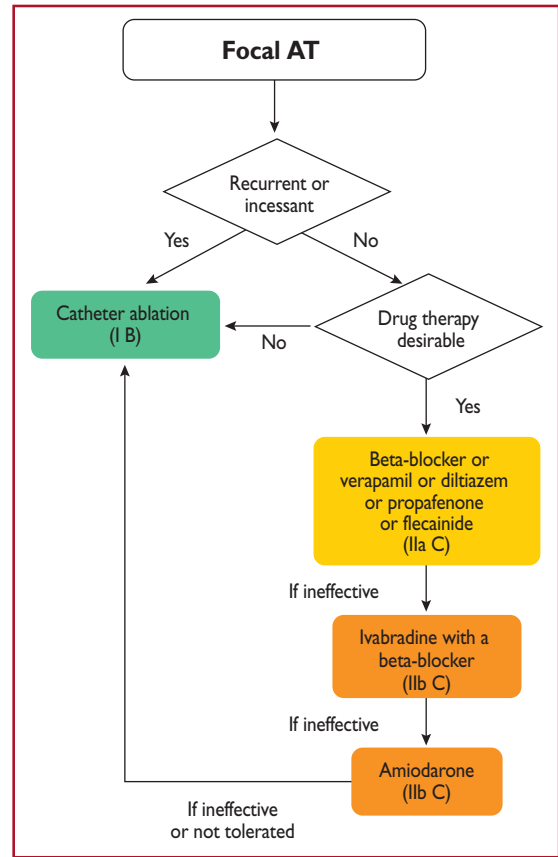 Focal AT
Recurrent or
incessant
Yes
No
Catheter ablation
(I B)
No
Drug therapy
desirable
Yes
Beta-blocker or
verapamil or diltiazem
or propafenone
or flecainide
(IIa C)
If ineffective
Ivabradine with a
beta-blocker
(IIb C)
If ineffective
Amiodarone
(IIb C)
If ineffective
or not tolerated